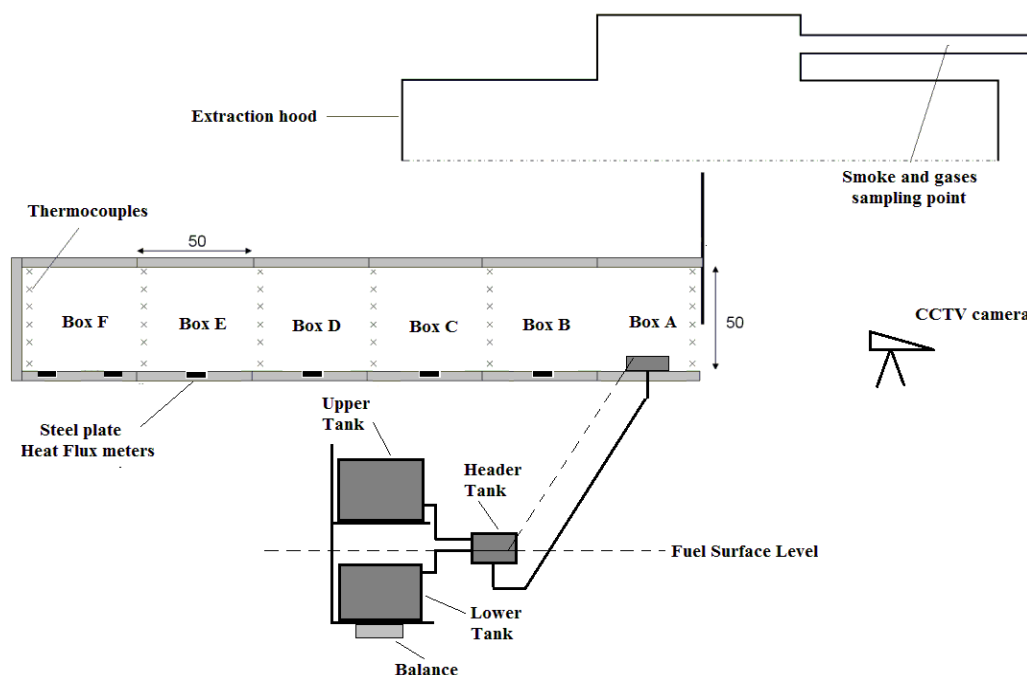 Extraction hood
Smoke and gases
sampling point
Thermocouples
50
Box F
Box E
Box D
Box C
Box B
Box A
50
CCTV camera
Steel plate
Heat Flux meters
Upper
Tank
Header
Tank
Fuel Surface Level
Lower
Tank
Balance